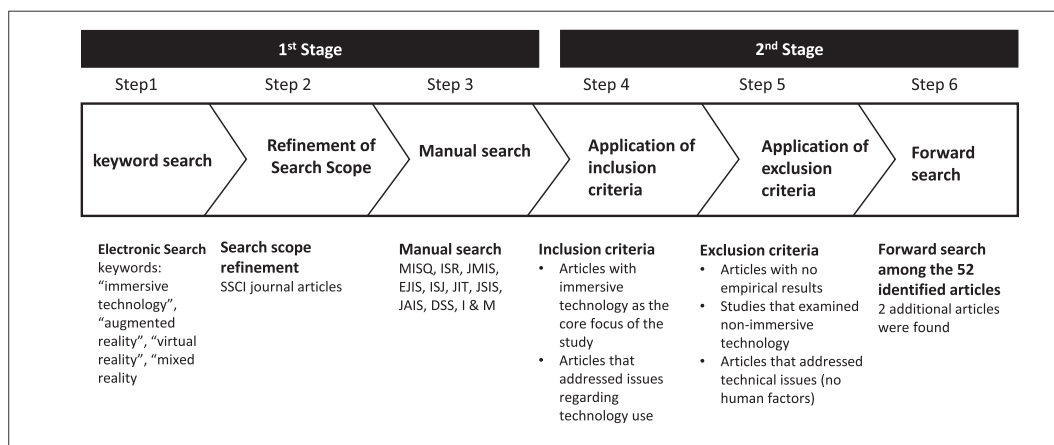 1st Stage
2nd Stage
Step1
Step 2
Step 3
Step 4
Step 5
Step 6
keyword search
Refinement of
Search Scope
Manual search
Application of
inclusion
criteria
Application of
exclusion
criteria
Forward
search
Electronic Search
keywords:
“immersive
technology”,
“augmented
reality”, “virtual
reality”, “mixed
reality
Search scope
refinement
SSCI journal articles
Manual search
MISQ, ISR, JMIS,
EJIS, ISJ, JIT, JSIS,
JAIS, DSS, I & M
Inclusion criteria
• Articles with
immersive
technology as the
core focus of the
study
• Articles that
addressed issues
regarding
technology use
Exclusion criteria
• Articles with no
empirical results
• Studies that examined
non-immersive
technology
• Articles that addressed
technical issues (no
human factors)
Forward search
among the 52
identified articles
2 additional articles
were found